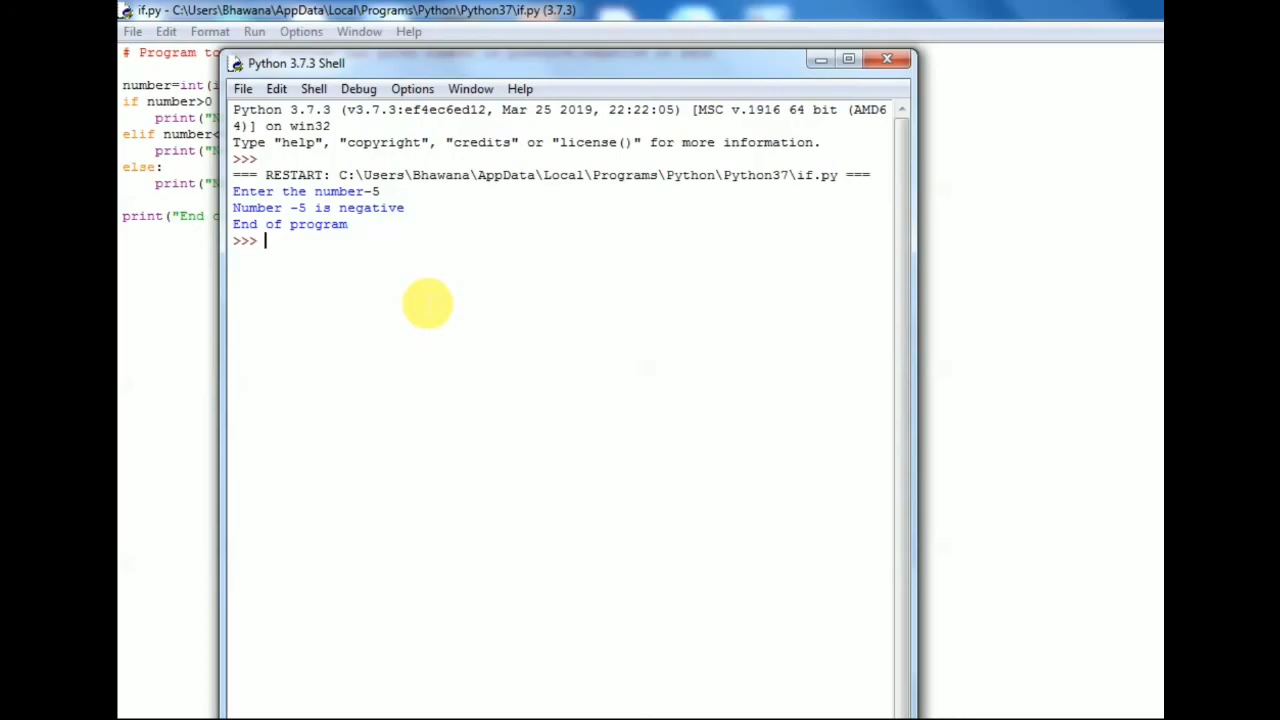 if.py - C:\Users\Bhawana\AppData\Local\Programs\Python\Python37\if.py (3.7.3)
File Edit Format Run Options Window Help
# Program to
number=int(i
if number>0
print("N
elif number<
print("N
else:
print("N
print("End o
Python 3.7.3 Shell
File Edit Shell Debug Options Window Help
Python 3.7.3 (v3.7.3:ef4ec6ed12, Mar 25 2019, 22:22:05) [MSC v.1916 64 bit (AMD6
4)] on win32
Type "help", "copyright", "credits" or "license()" for more information.
>>>
=== RESTART: C:\Users\Bhawana\AppData\Local\Programs\Python\Python37\if.py ===
Enter the number-5
Number -5 is negative
End of program
>>>